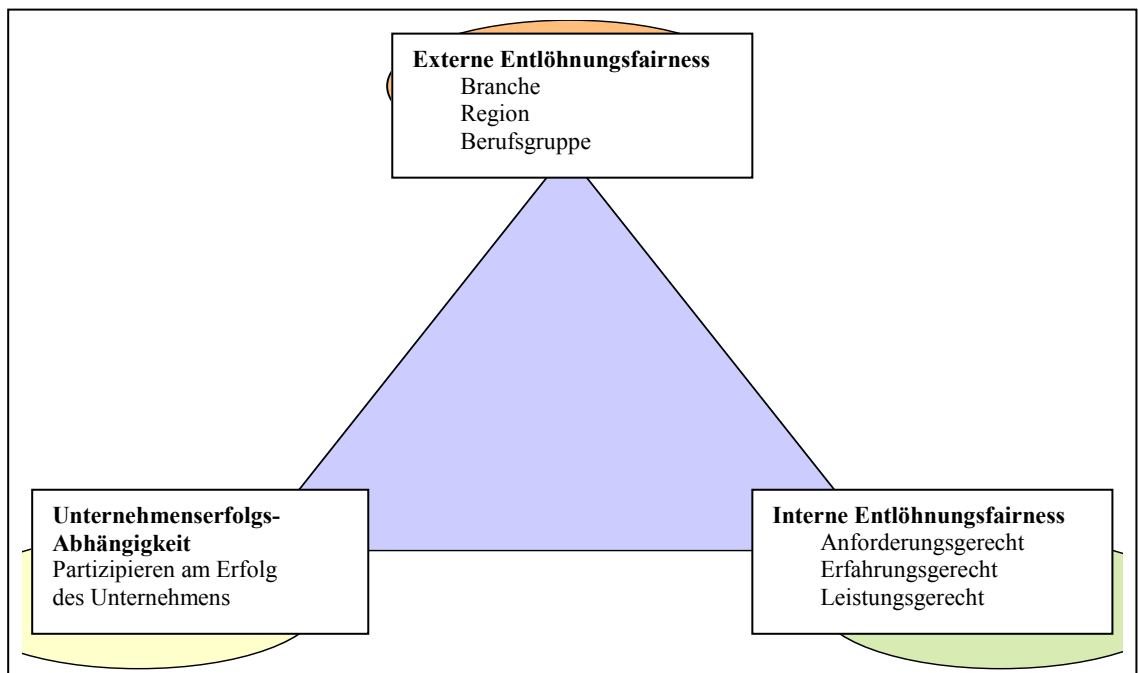 Externe Entlöhnungsfairness
Branche
Region
Berufsgruppe
Unternehmenserfolgs-
Abhängigkeit
Partizipieren am Erfolg
des Unternehmens
Interne Entlöhnungsfairness
Anforderungsgerecht
Erfahrungsgerecht
Leistungsgerecht